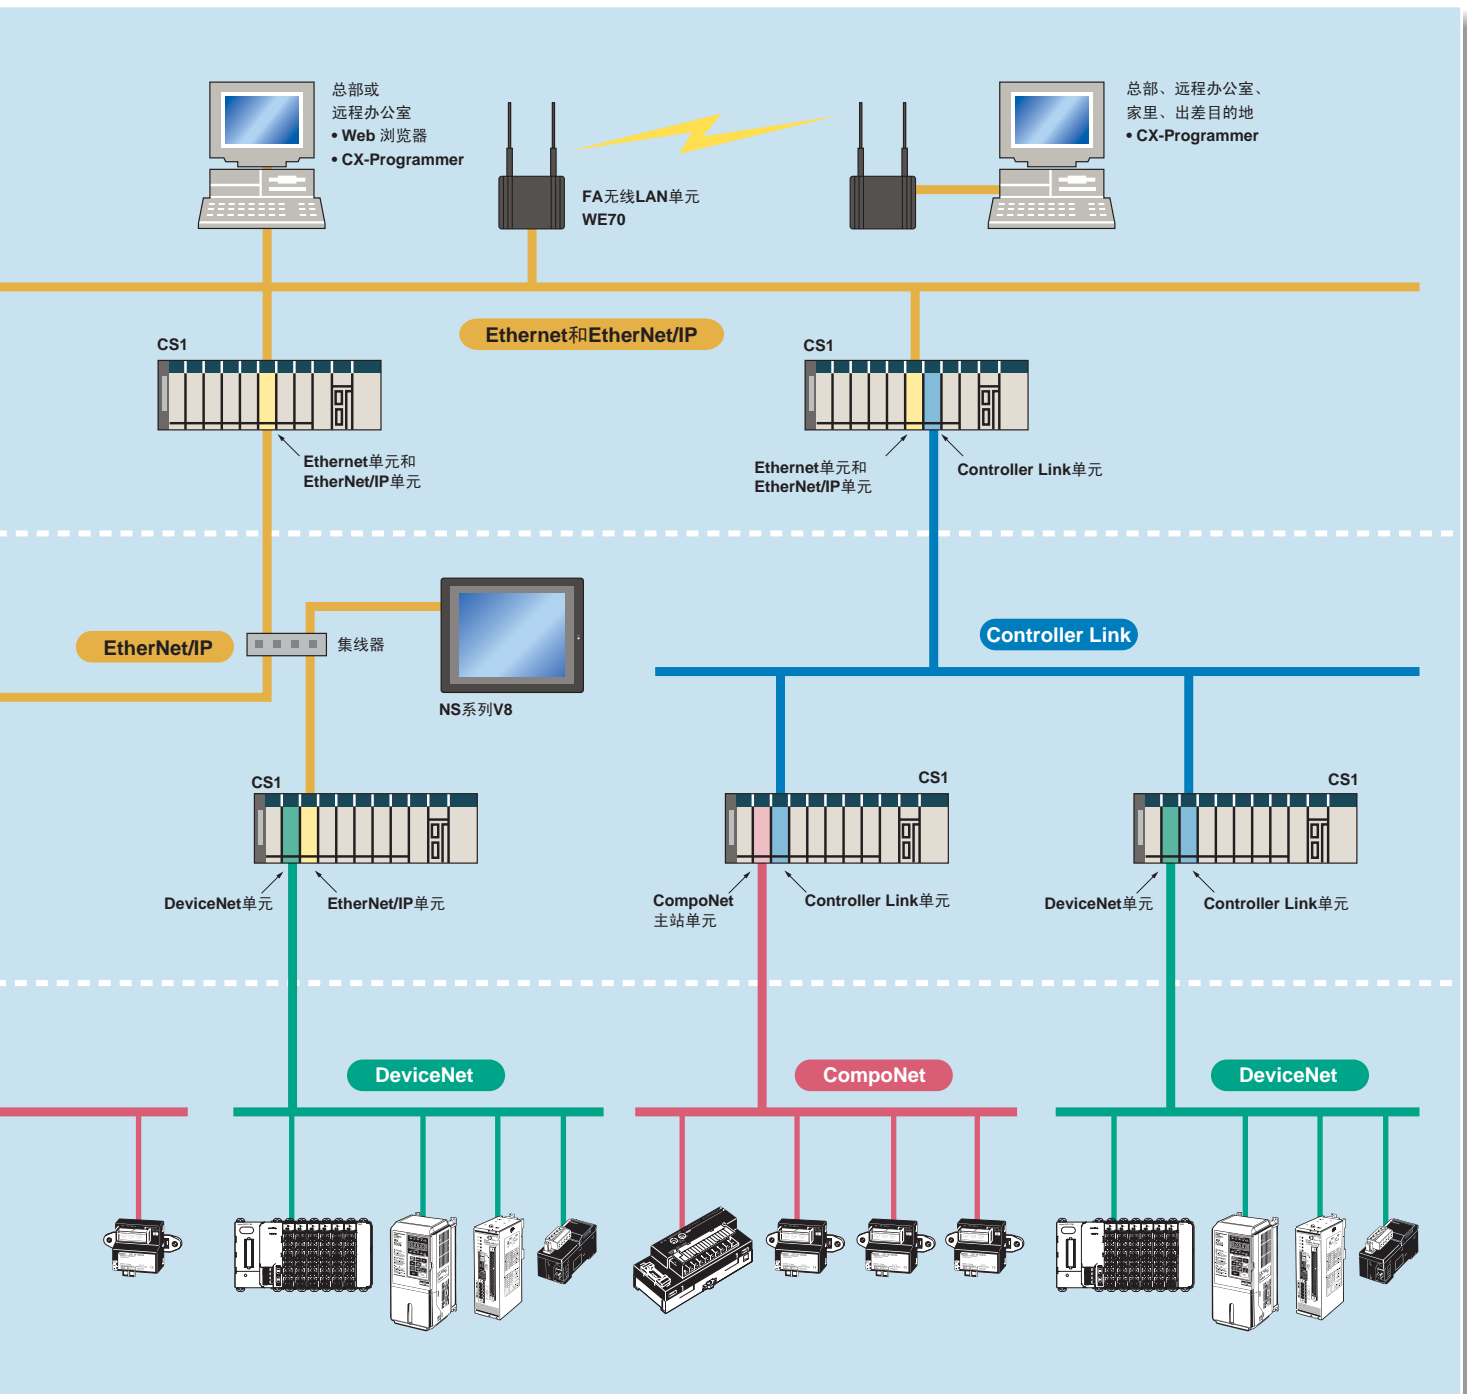 总部或
远程办公室
• Web 浏览器
• CX-Programmer
FA无线LAN单元
WE70
总部、远程办公室、
家里、出差目的地
• CX-Programmer
Ethernet和EtherNet/IP
CS1
CS1
Ethernet单元和
EtherNet/IP单元
Ethernet单元和
EtherNet/IP单元
Controller Link单元
EtherNet/IP
集线器
NS系列V8
Controller Link
CS1
CS1
CS1
DeviceNet单元
EtherNet/IP单元
CompoNet
主站单元
Controller Link单元
DeviceNet单元
Controller Link单元
DeviceNet
CompoNet
DeviceNet